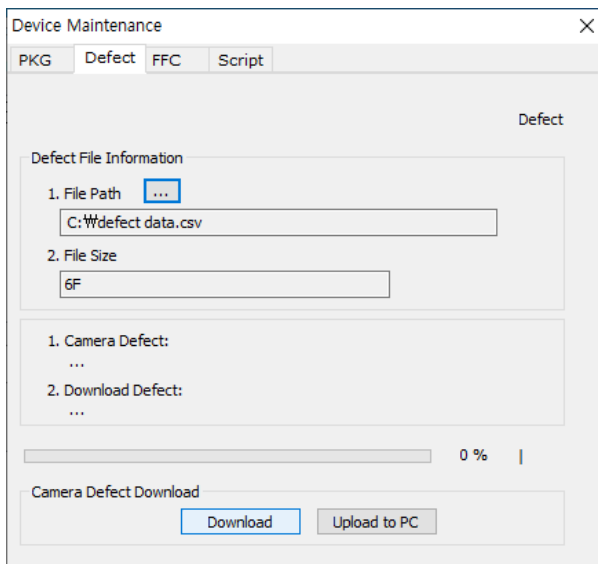 Device Maintenance
PKG Defect FFC Script
Defect
Defect File Information
1. File Path ...
C:₩defect data.csv
2. File Size
6F
1. Camera Defect:
...
2. Download Defect:
...
0 % |
Camera Defect Download
Download Upload to PC